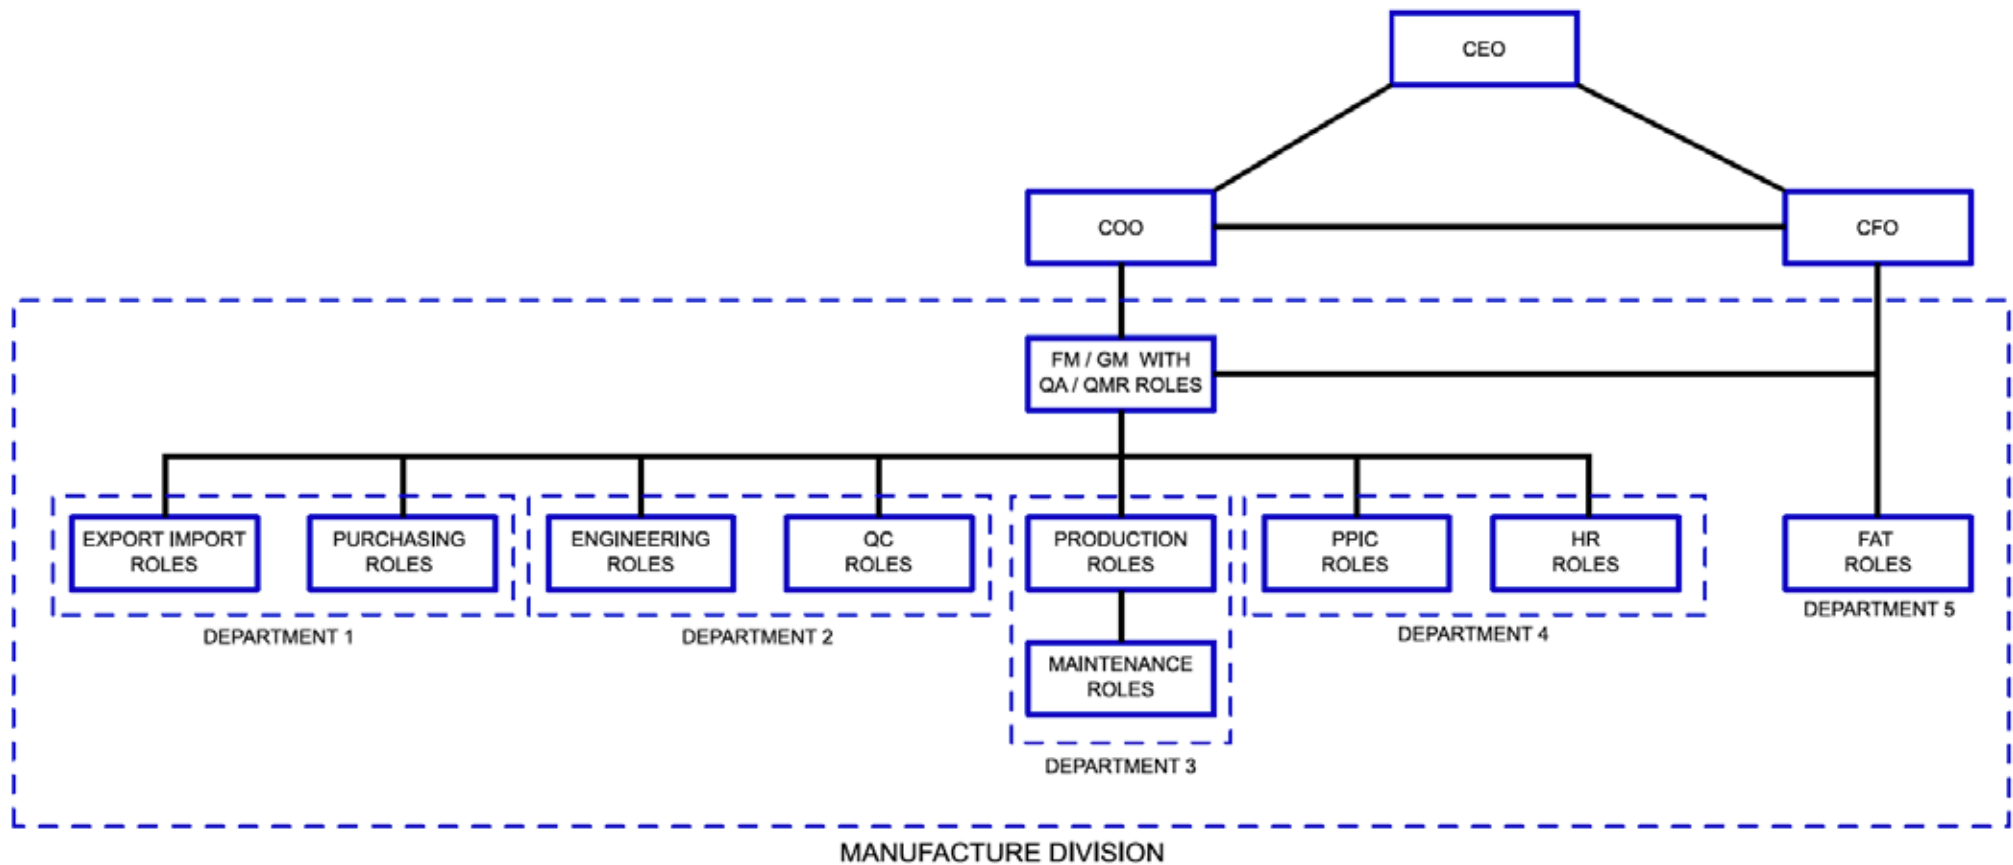 CEO
COO
CFO
FM / GM WITH
QA / QMR ROLES
EXPORT IMPORT
ROLES
PURCHASING
ROLES
ENGINEERING
ROLES
QC
ROLES
PRODUCTION
ROLES
PPIC
ROLES
HR
ROLES
FAT
ROLES
DEPARTMENT 1
DEPARTMENT 2
MAINTENANCE
ROLES
DEPARTMENT 3
DEPARTMENT 4
DEPARTMENT 5
MANUFACTURE DIVISION